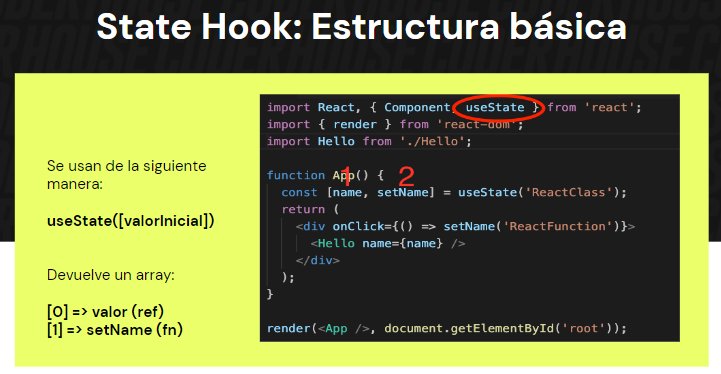 State Hook: Estructura básica
Se usan de la siguiente
manera:
useState([valorInicial])
Devuelve un array:
[0] => valor (ref)
[1] => setName (fn)
import React, { Component, useState } from 'react';
import { render } from 'react-dom';
import Hello from './Hello';
1 2
function App() {
const [name, setName] = useState('ReactClass');
return (
<div onClick={() => setName('ReactFunction')}>
<Hello name={name} />
</div>
);
}
render(<App />, document.getElementById('root'));